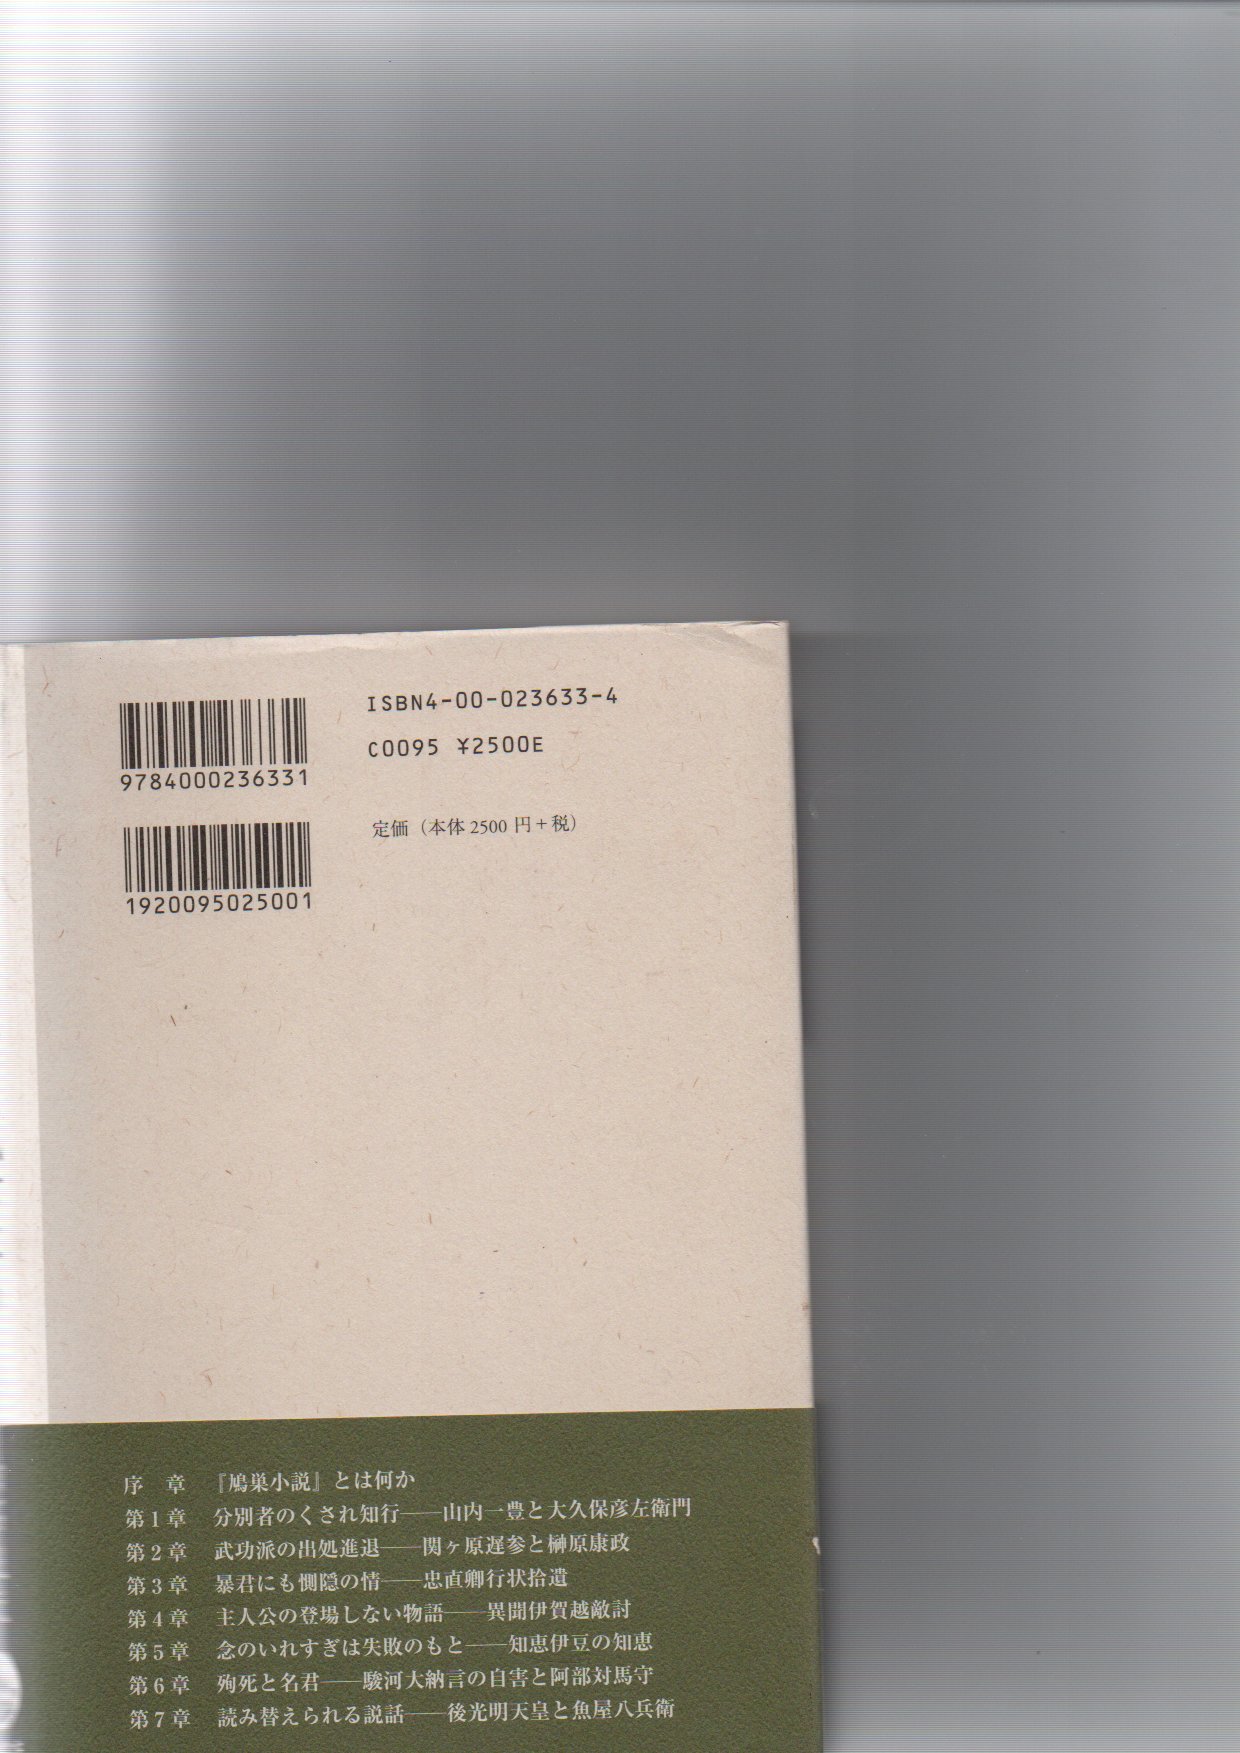 ISBN4-00-023633-4
C0095 ¥2500E
9784000236331
定価（本体2500円＋税）
1920095025001
序　章　『鳩巣小説』とは何か
第1章　分別者のくされ知行──山内一豊と大久保彦左衛門
第2章　武功派の出処進退──関ヶ原遅参と榊原康政
第3章　暴君にも惻隠の情──忠直卿行状拾遺
第4章　主人公の登場しない物語──異聞伊賀越敵討
第5章　念のいれすぎは失敗のもと──知恵伊豆の知恵
第6章　殉死と名君──駿河大納言の自害と阿部対馬守
第7章　読み替えられる説話──後光明天皇と魚屋八兵衛